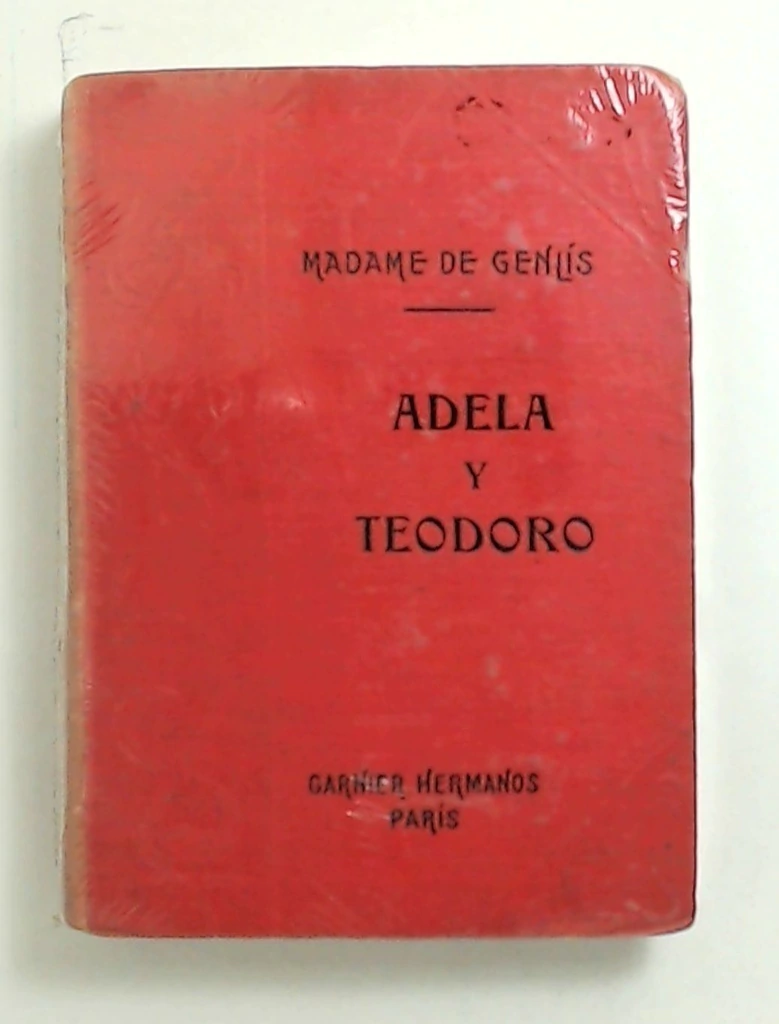 MADAME DE GENLÍS
ADELA
Y
TEODORO
GARNIER HERMANOS
PARÍS